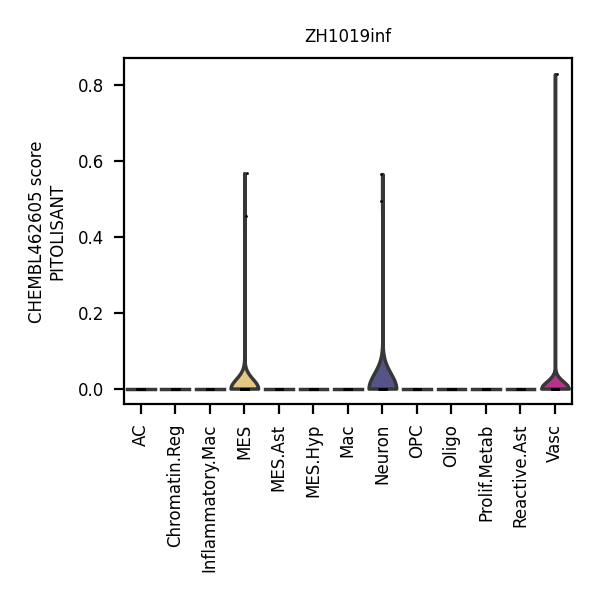 ZH1019inf
CHEMBL462605 score
PITOLISANT
0.8
0.6
0.4
0.2
0.0
AC
Chromatin.Reg
Inflammatory.Mac
MES
MES.Ast
MES.Hyp
Mac
Neuron
OPC
Oligo
Prolif.Metab
Reactive.Ast
Vasc